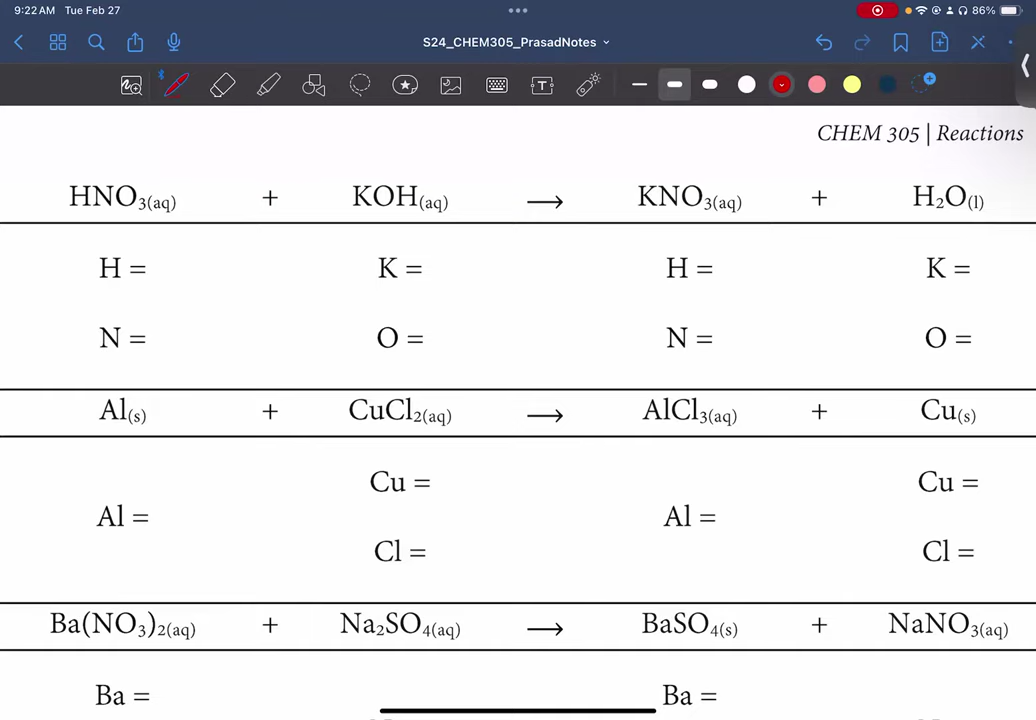 9:22 AM Tue Feb 27 86%
S24_CHEM305_PrasadNotes
CHEM 305 | Reactions
HNO₃(aq) + KOH(aq) → KNO₃(aq) + H₂O(l)
H = K = H = K =
N = O = N = O =
Al(s) + CuCl₂(aq) → AlCl₃(aq) + Cu(s)
Cu = Cu =
Al = Al =
Cl = Cl =
Ba(NO₃)₂(aq) + Na₂SO₄(aq) → BaSO₄(s) + NaNO₃(aq)
Ba = Ba =